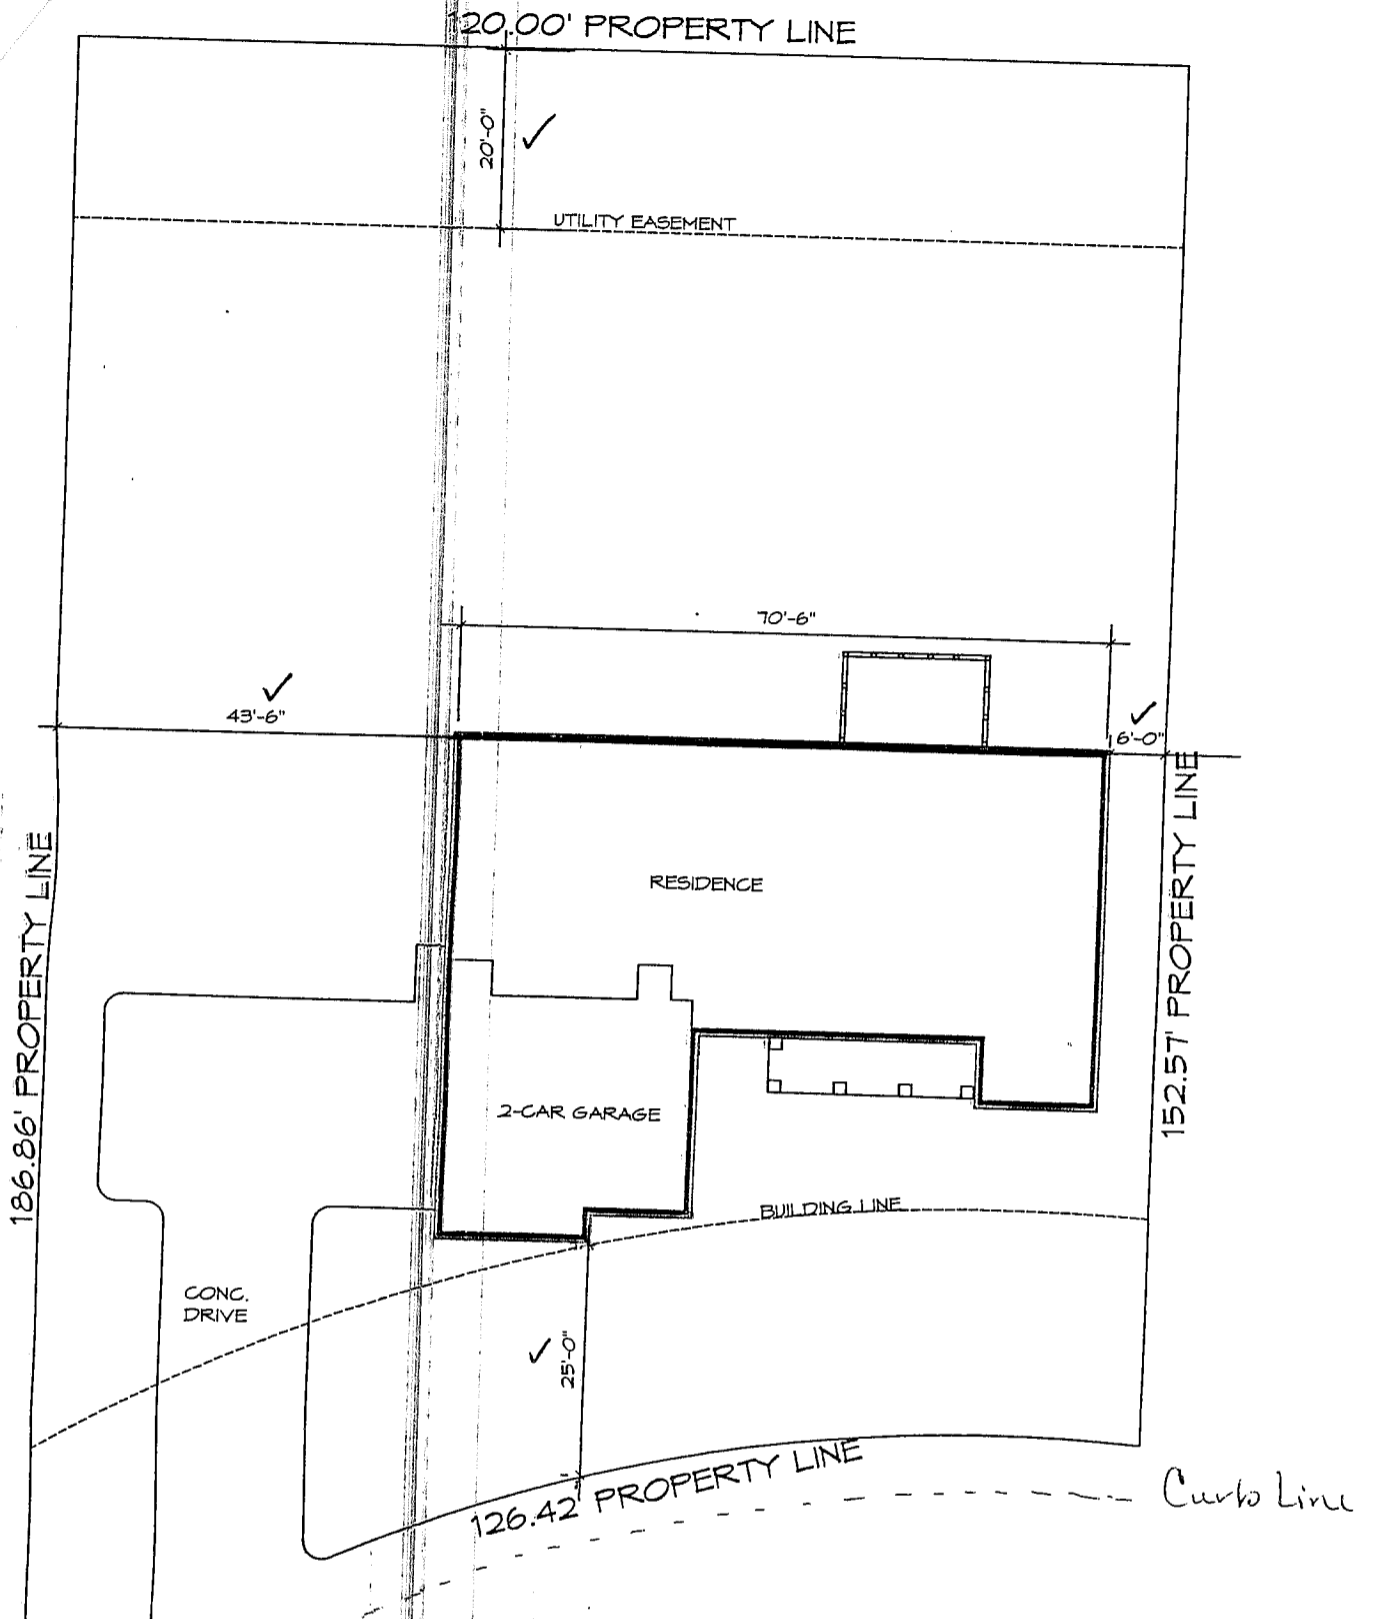 120.00' PROPERTY LINE
20'-0"
UTILITY EASEMENT
70'-6"
43'-6"
6'-0"
RESIDENCE
186.86' PROPERTY LINE
152.57' PROPERTY LINE
2-CAR GARAGE
BUILDING LINE
CONC.
DRIVE
25'-0"
126.42' PROPERTY LINE
Curb Line